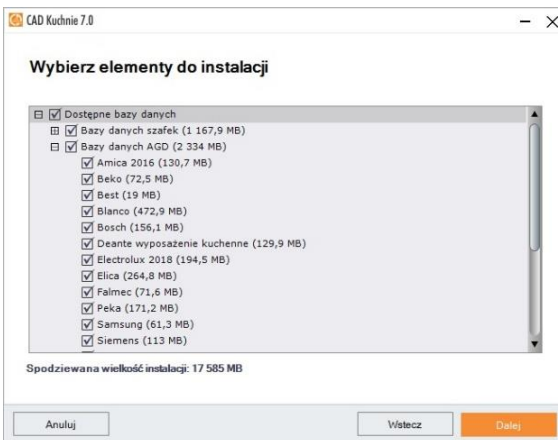 CAD Kuchnie 7.0
Wybierz elementy do instalacji
Dostępne bazy danych
Bazy danych szafek (1 167,9 MB)
Bazy danych AGD (2 334 MB)
Amica 2016 (130,7 MB)
Beko (72,5 MB)
Best (19 MB)
Blanco (472,9 MB)
Bosch (156,1 MB)
Deante wyposażenie kuchenne (129,9 MB)
Electrolux 2018 (194,5 MB)
Elica (264,8 MB)
Falmec (71,6 MB)
Peka (171,2 MB)
Samsung (61,3 MB)
Siemens (113 MB)
Spodziewana wielkość instalacji: 17 585 MB
Anuluj Wstecz Dalej